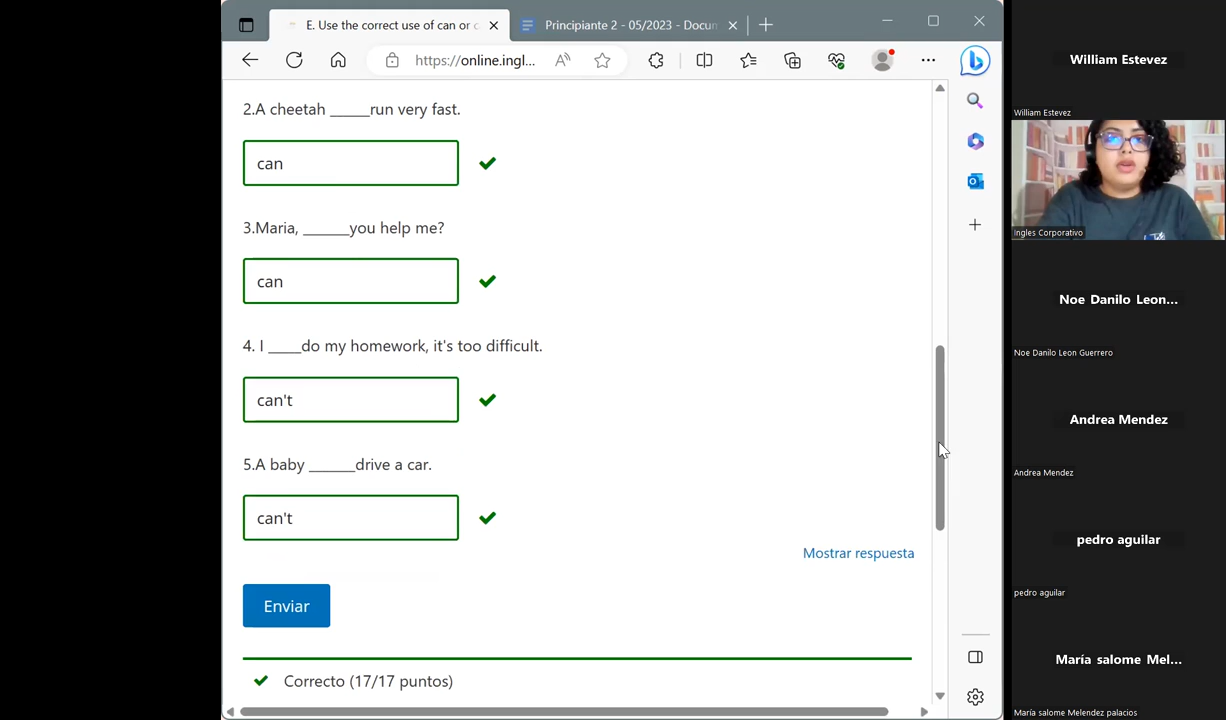 E. Use the correct use of can or c
Principiante 2 - 05/2023 - Docum
https://online.ingl...
2.A cheetah _____run very fast.
can
3.Maria, ______you help me?
can
4. I ____do my homework, it's too difficult.
can't
5.A baby ______drive a car.
can't
Mostrar respuesta
Enviar
Correcto (17/17 puntos)
William Estevez
William Estevez
Ingles Corporativo
Noe Danilo Leon...
Noe Danilo Leon Guerrero
Andrea Mendez
Andrea Mendez
pedro aguilar
pedro aguilar
María salome Mel...
María salome Melendez palacios